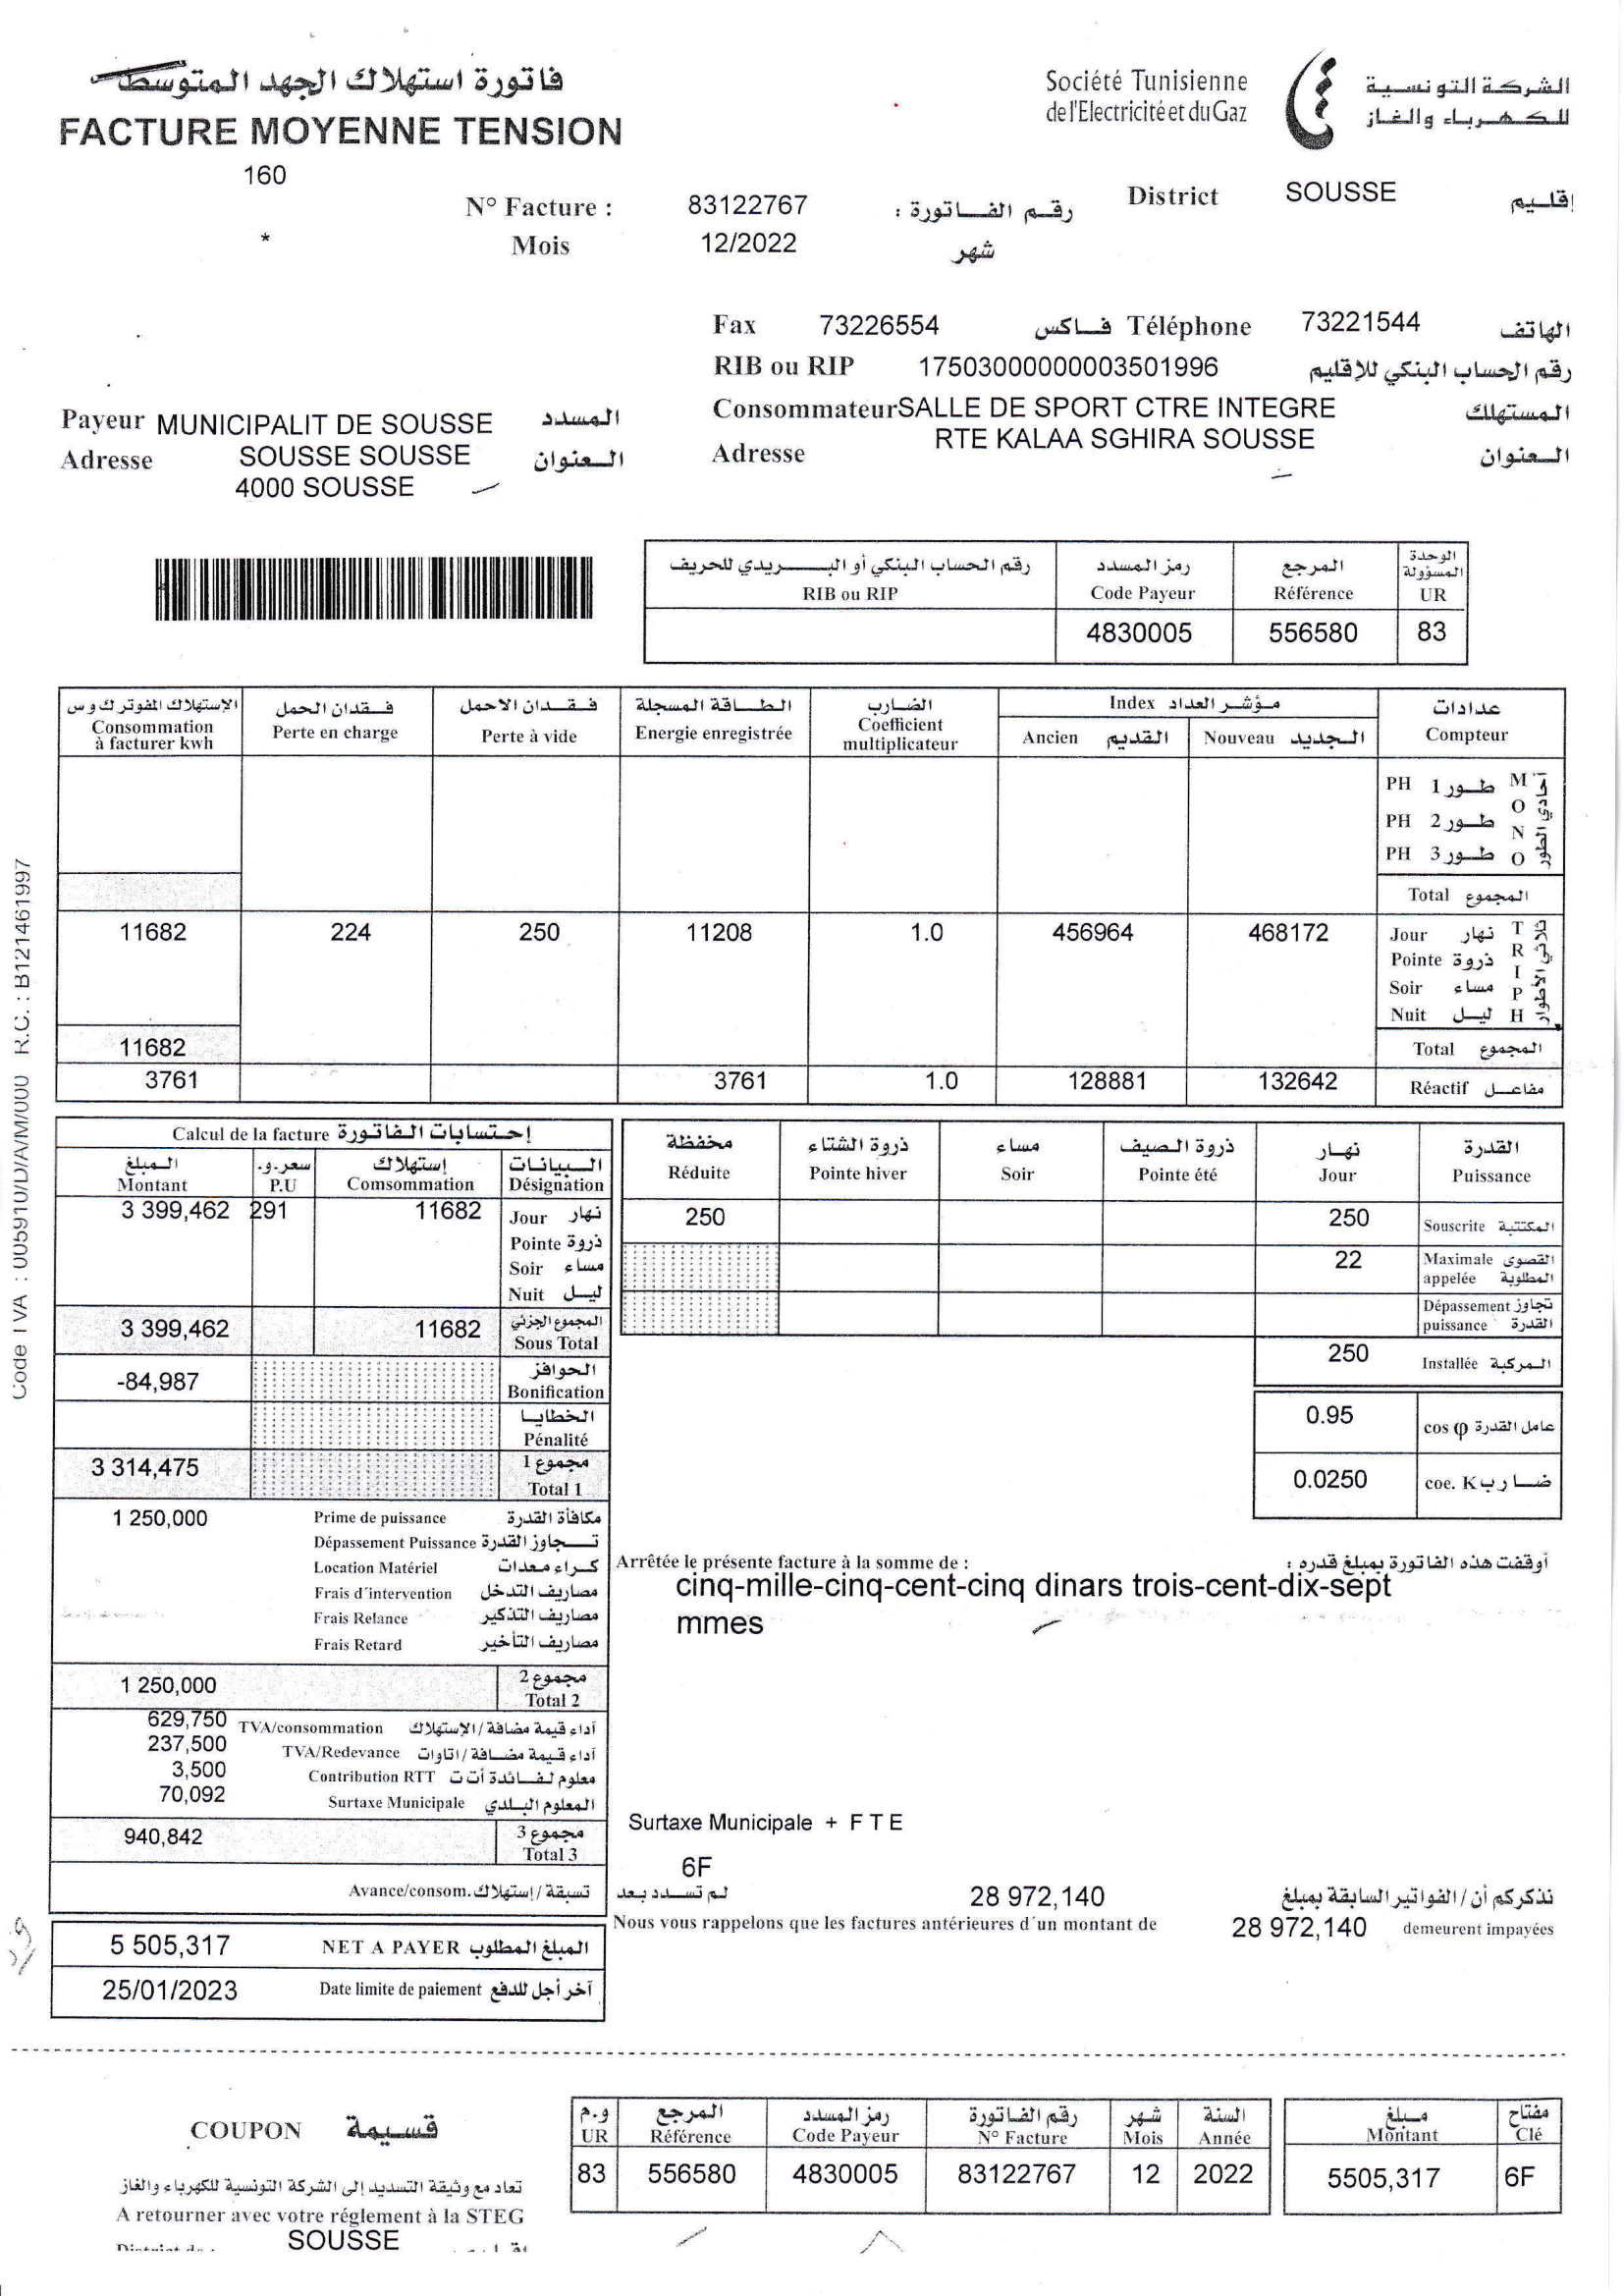 فاتورة استهلاك الجهد المتوسط
FACTURE MOYENNE TENSION
160
*
Société Tunisienne
de l'Electricité et du Gaz
الشركة التونسية
للكهرباء والغاز
N° Facture : 83122767 رقم الفاتورة :
Mois 12/2022 شهر
District SOUSSE إقليم
Fax 73226554 فاكس Téléphone 73221544 الهاتف
RIB ou RIP 17503000000003501996 رقم الحساب البنكي للإقليم
Payeur MUNICIPALIT DE SOUSSE المسدد
Adresse SOUSSE SOUSSE العنوان
4000 SOUSSE
Consommateur SALLE DE SPORT CTRE INTEGRE المستهلك
Adresse RTE KALAA SGHIRA SOUSSE العنوان
رقم الحساب البنكي أو البريدي للحريف رمز المسدد المرجع الوحدة المسؤولة
RIB ou RIP Code Payeur Référence UR
4830005 556580 83
الإستهلاك المفوتر ك و س فقدان الحمل فقدان الاحمل الطاقة المسجلة الضارب مؤشر العداد Index عدادات
Consommation à facturer kwh Perte en charge Perte à vide Energie enregistrée Coefficient multiplicateur Ancien القديم Nouveau الجديد Compteur
PH 1 طور
PH 2 طور
PH 3 طور
MONO أحادي الطور
Total المجموع
11682 224 250 11208 1.0 456964 468172 Jour نهار
Pointe ذروة
Soir مساء
Nuit ليل
TRIPH ثلاثي الأطوار
11682 Total المجموع
3761 3761 1.0 128881 132642 Réactif مفاعل
Calcul de la facture إحتسابات الفاتورة
المبلغ سعر.و. إستهلاك البيانات
Montant P.U Comsommation Désignation
3 399,462 291 11682 Jour نهار
Pointe ذروة
Soir مساء
Nuit ليل
3 399,462 11682 المجموع الجزئي Sous Total
-84,987 الحوافز Bonification
الخطايا Pénalité
3 314,475 مجموع 1 Total 1
1 250,000 Prime de puissance مكافأة القدرة
Dépassement Puissance تجاوز القدرة
Location Matériel كراء معدات
Frais d'intervention مصاريف التدخل
Frais Relance مصاريف التذكير
Frais Retard مصاريف التأخير
1 250,000 مجموع 2 Total 2
629,750 TVA/consommation أداء قيمة مضافة/الإستهلاك
237,500 TVA/Redevance أداء قيمة مضافة/اتاوات
3,500 Contribution RTT معلوم لفائدة أ ت ت
70,092 Surtaxe Municipale المعلوم البلدي
940,842 مجموع 3 Total 3
Avance/consom. تسبقة/إستهلاك
5 505,317 NET A PAYER المبلغ المطلوب
25/01/2023 Date limite de paiement آخر أجل للدفع
مخفظة ذروة الشتاء مساء ذروة الصيف نهار القدرة
Réduite Pointe hiver Soir Pointe été Jour Puissance
250 250 Souscrite المكتتبة
22 Maximale appelée القصوى المطلوبة
Dépassement puissance تجاوز القدرة
250 Installée المركبة
0.95 cos φ عامل القدرة
0.0250 coe. K ضارب
Arrêtée le présente facture à la somme de : أوقفت هذه الفاتورة بمبلغ قدره :
cinq-mille-cinq-cent-cinq dinars trois-cent-dix-sept
mmes
Surtaxe Municipale + F T E
6F
لم تسدد بعد 28 972,140 نذكركم أن/الفواتير السابقة بمبلغ
Nous vous rappelons que les factures antérieures d'un montant de 28 972,140 demeurent impayées
Code TVA : 005910/D/A/M/000 R.C. : B121461997
COUPON قسيمة
تعاد مع وثيقة التسديد إلى الشركة التونسية للكهرباء والغاز
A retourner avec votre réglement à la STEG
District de : SOUSSE
و.م المرجع رمز المسدد رقم الفاتورة شهر السنة مبلغ مفتاح
UR Référence Code Payeur N° Facture Mois Année Montant Clé
83 556580 4830005 83122767 12 2022 5505,317 6F